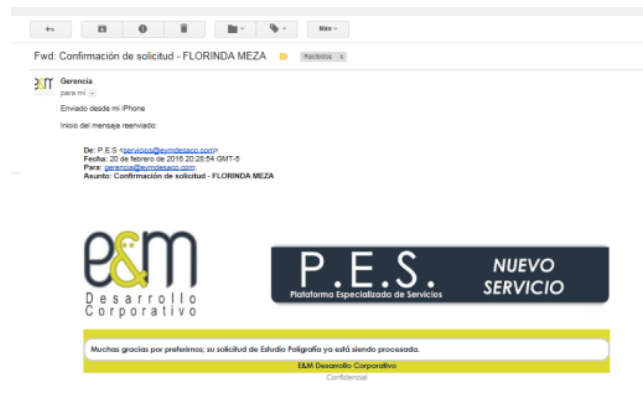 Más
Fwd: Confirmación de solicitud - FLORINDA MEZA
Recibidos x
e&m Gerencia
para mí
Enviado desde mi iPhone
Inicio del mensaje reenviado:
De: P.E.S <servicios@eymdesaco.com>
Fecha: 20 de febrero de 2016 20:28:54 GMT-5
Para: gerencia@eymdesaco.com
Asunto: Confirmación de solicitud - FLORINDA MEZA
e&m
Desarrollo
Corporativo
P.E.S.
Plataforma Especializada de Servicios
NUEVO
SERVICIO
Muchas gracias por preferirnos; su solicitud de Estudio Poligrafía ya está siendo procesada.
E&M Desarrollo Corporativo
Confidencial